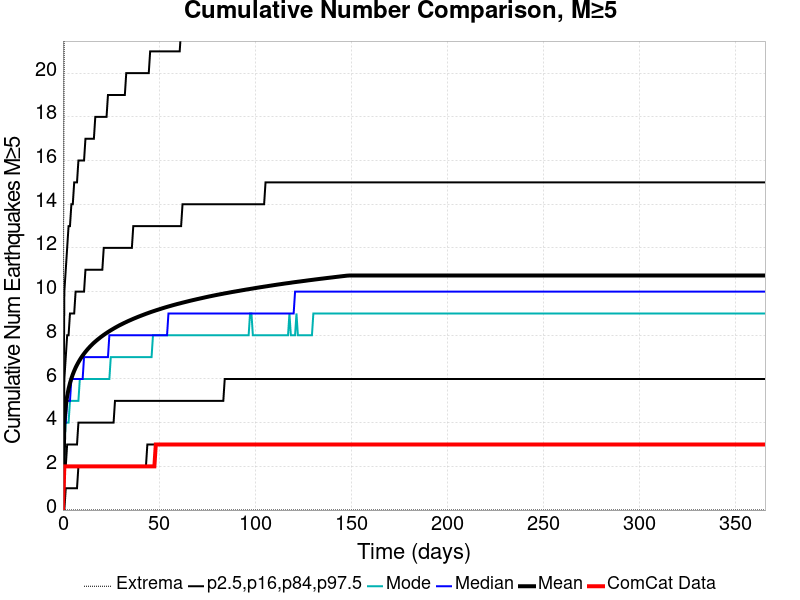 Cumulative Number Comparison, M≥5
Cumulative Num Earthquakes M≥5
20
18
16
14
12
10
8
6
4
2
0
0 50 100 150 200 250 300 350
Time (days)
Extrema p2.5,p16,p84,p97.5 Mode Median Mean ComCat Data